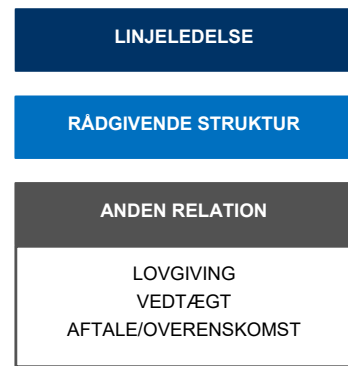 LINJELEDELSE
RÅDGIVENDE STRUKTUR
ANDEN RELATION
LOVGIVING
VEDTÆGT
AFTALE/OVERENSKOMST